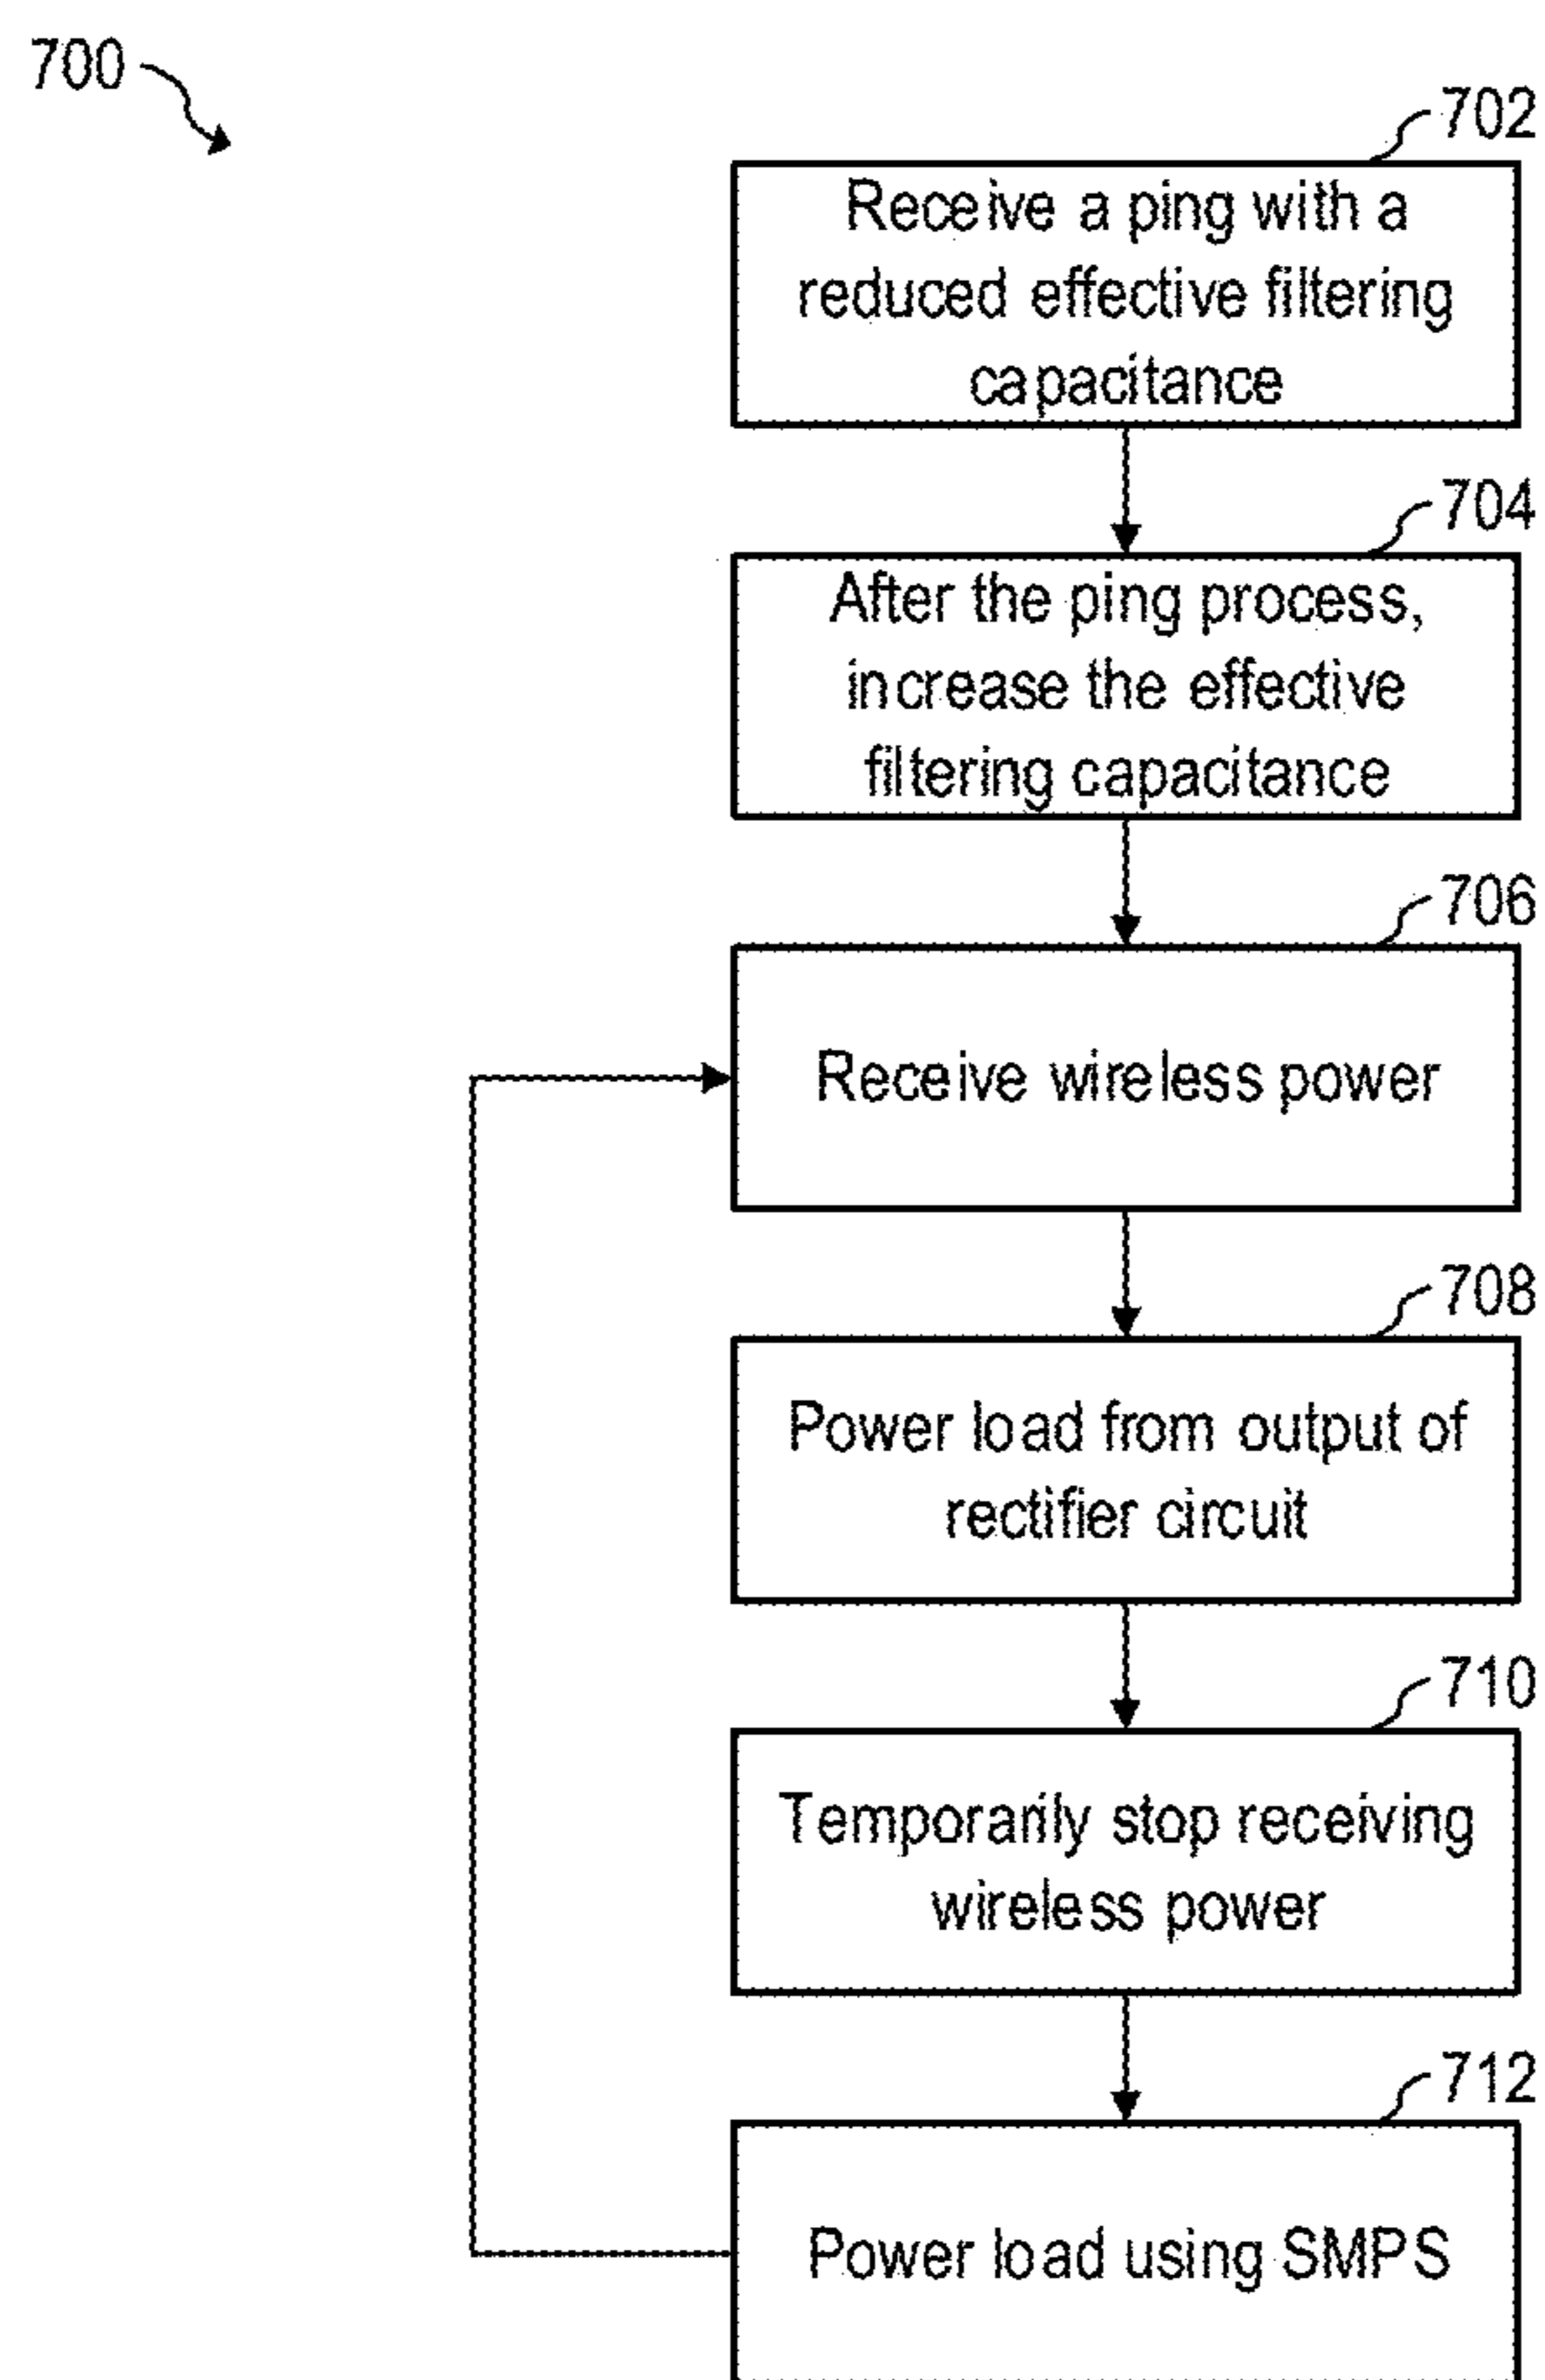 700
702
Receive a ping with a
reduced effective filtering
capacitance
704
After the ping process,
increase the effective
filtering capacitance
706
Receive wireless power
708
Power load from output of
rectifier circuit
710
Temporarily stop receiving
wireless power
712
Power load using SMPS